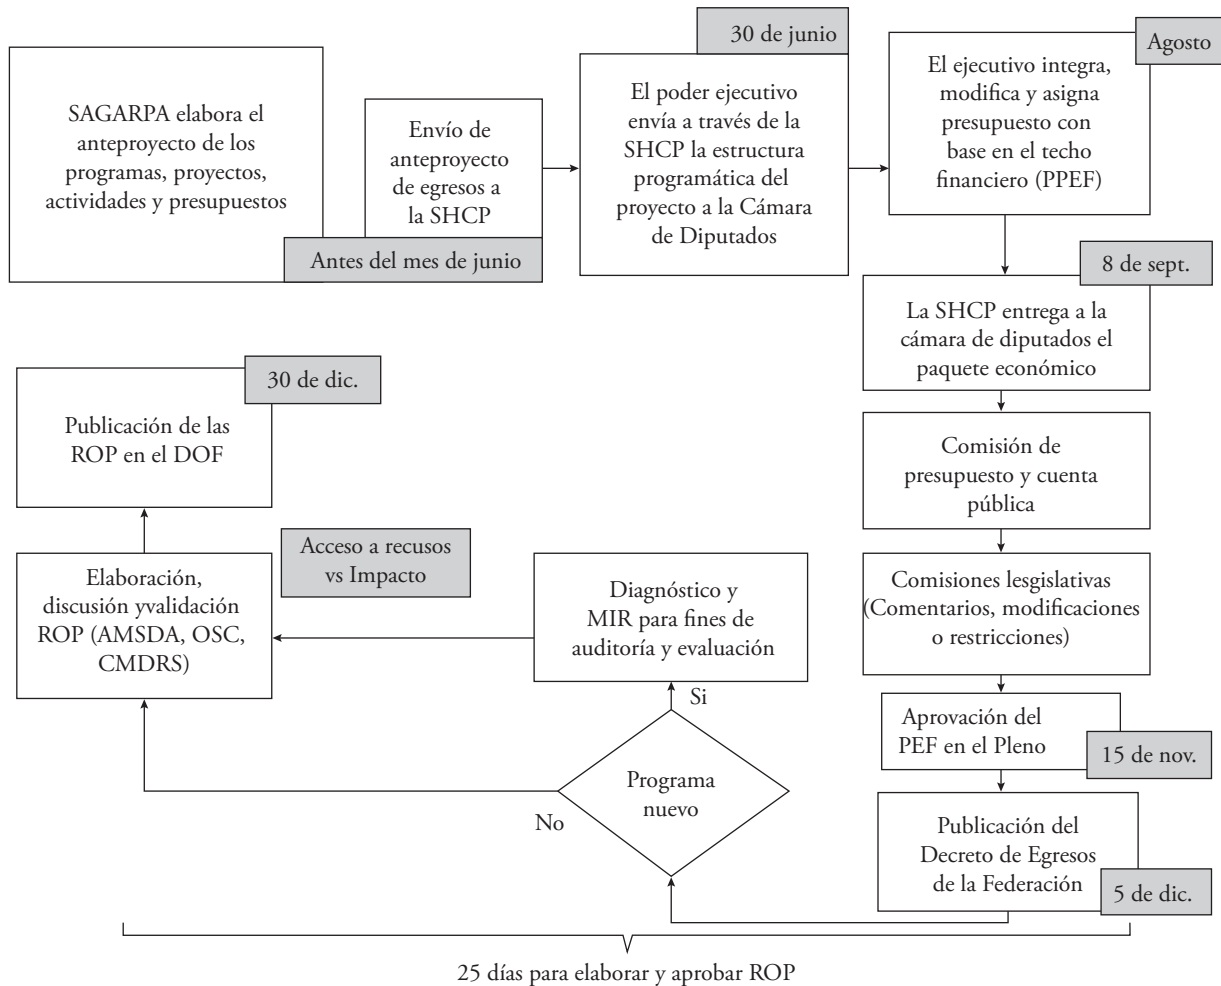 SAGARPA elabora el
anteproyecto de los
programas, proyectos,
actividades y presupuestos
Envío de
anteproyecto
de egresos a
la SHCP
Antes del mes de junio
30 de junio
El poder ejecutivo
envía a través de la
SHCP la estructura
programática del
proyecto a la Cámara
de Diputados
Agosto
El ejecutivo integra,
modifica y asigna
presupuesto con
base en el techo
financiero (PPEF)
8 de sept.
La SHCP entrega a la
cámara de diputados el
paquete económico
Comisión de
presupuesto y cuenta
pública
Comisiones lesgislativas
(Comentarios, modificaciones
o restricciones)
Aprovación del
PEF en el Pleno
15 de nov.
Publicación del
Decreto de Egresos
de la Federación
5 de dic.
Programa
nuevo
Si
No
Diagnóstico y
MIR para fines de
auditoría y evaluación
Acceso a recusos
vs Impacto
Elaboración,
discusión yvalidación
ROP (AMSDA, OSC,
CMDRS)
30 de dic.
Publicación de las
ROP en el DOF
25 días para elaborar y aprobar ROP